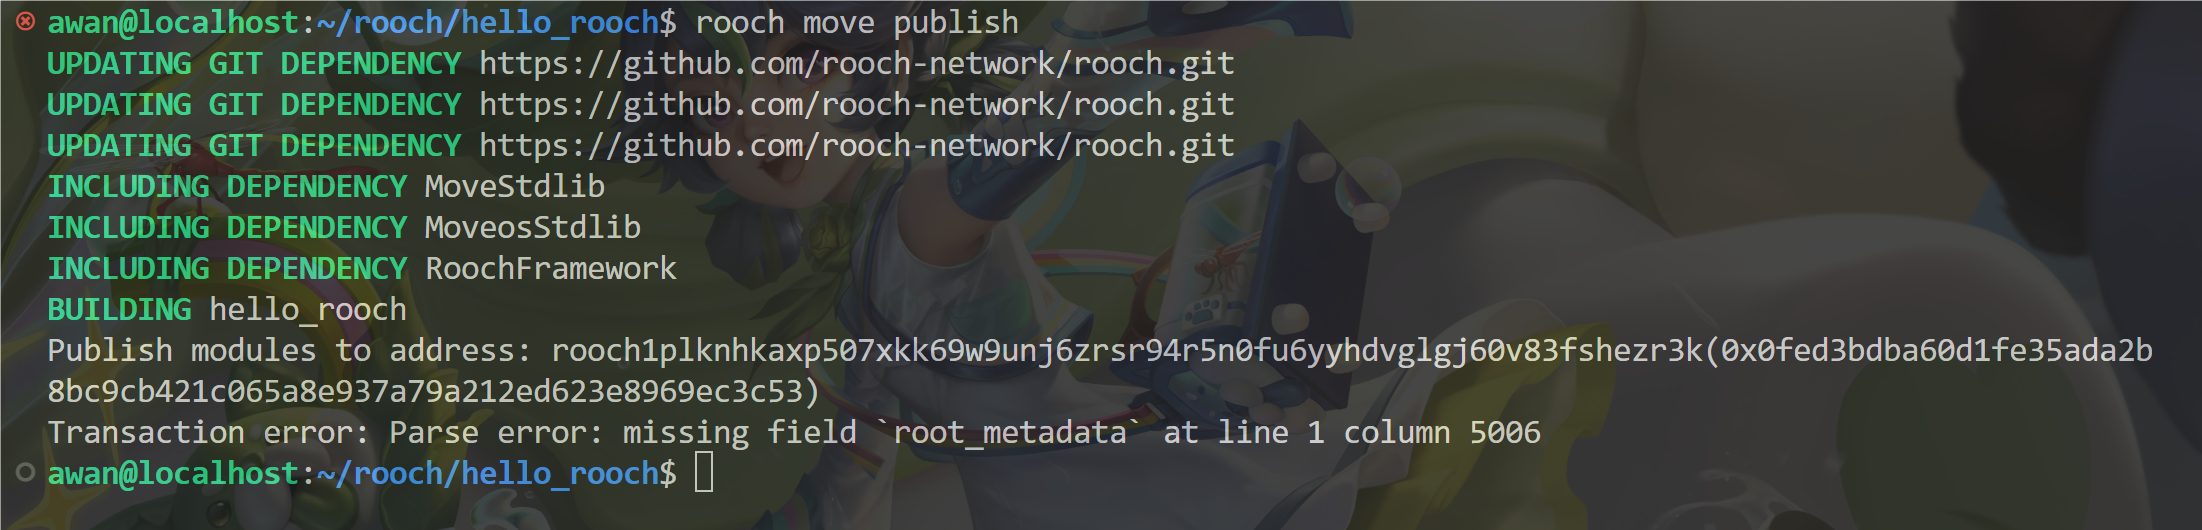 awan@localhost:~/rooch/hello_rooch$ rooch move publish
UPDATING GIT DEPENDENCY https://github.com/rooch-network/rooch.git
UPDATING GIT DEPENDENCY https://github.com/rooch-network/rooch.git
UPDATING GIT DEPENDENCY https://github.com/rooch-network/rooch.git
INCLUDING DEPENDENCY MoveStdlib
INCLUDING DEPENDENCY MoveosStdlib
INCLUDING DEPENDENCY RoochFramework
BUILDING hello_rooch
Publish modules to address: rooch1plknhkaxp507xkk69w9unj6zrsr94r5n0fu6yyhdvglgj60v83fshezr3k(0x0fed3bdba60d1fe35ada2b
8bc9cb421c065a8e937a79a212ed623e8969ec3c53)
Transaction error: Parse error: missing field `root_metadata` at line 1 column 5006
awan@localhost:~/rooch/hello_rooch$